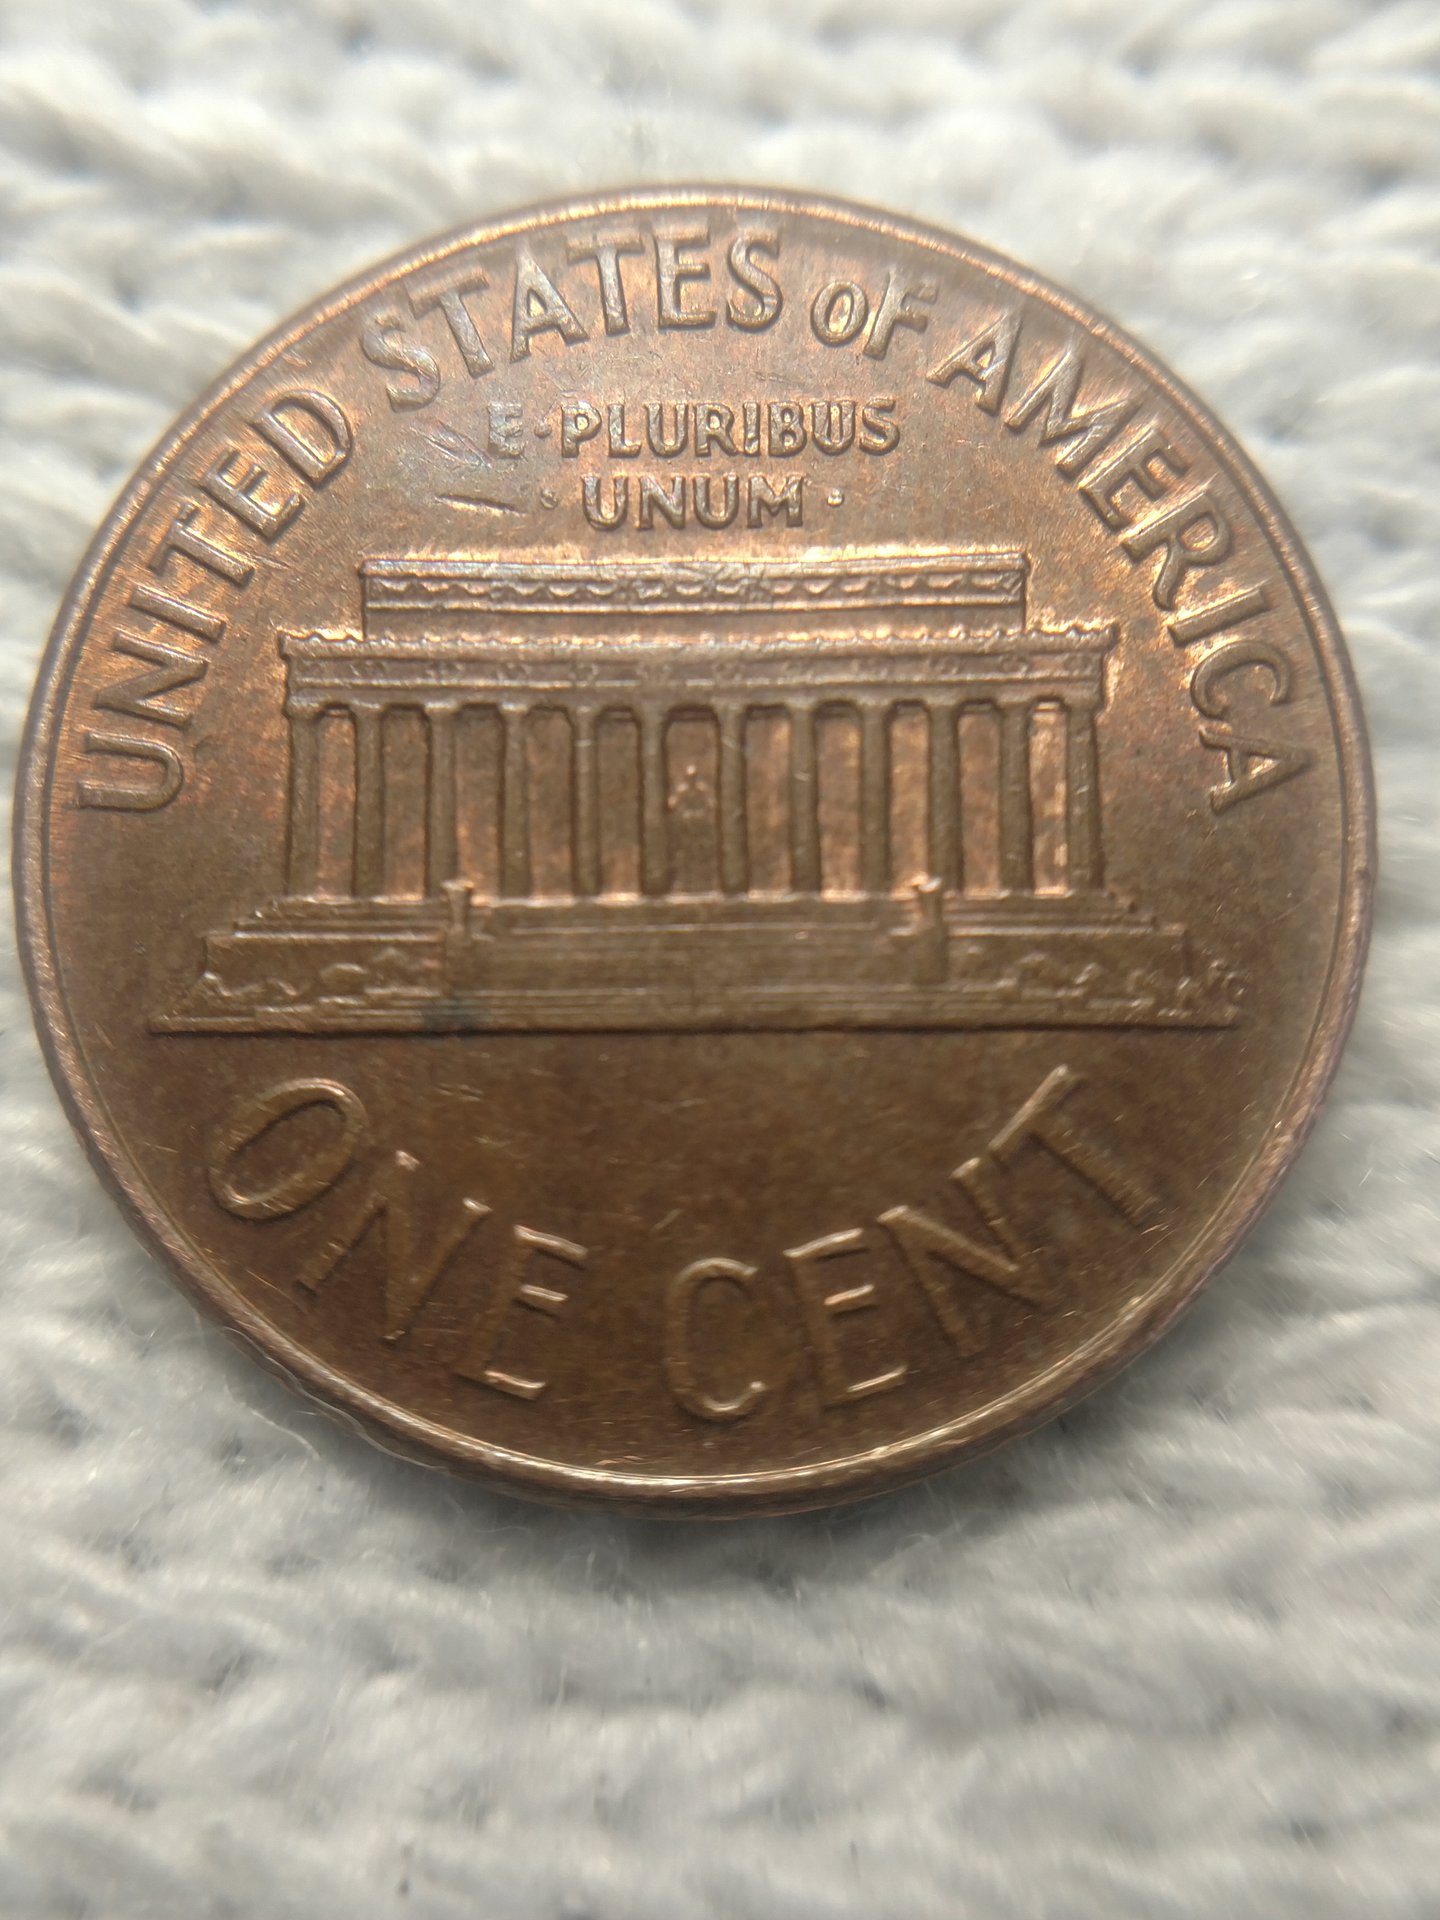 UNITED STATES OF AMERICA
E·PLURIBUS
·UNUM·
ONE CENT